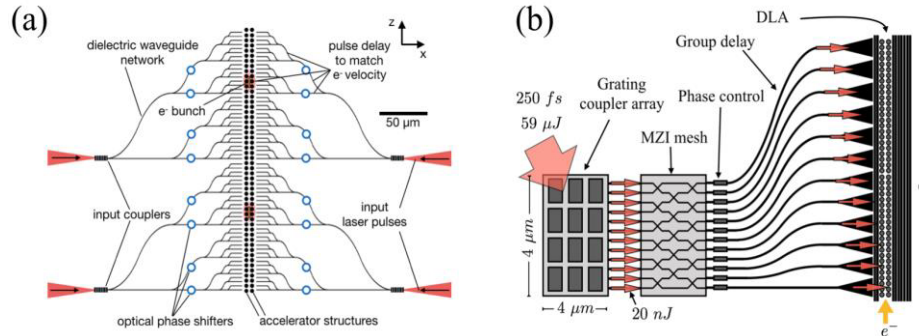 (a)
dielectric waveguide
network
pulse delay to
match
e⁻ velocity
z
x
e⁻ bunch
50 μm
input couplers
input
laser pulses
optical phase shifters
accelerator structures
(b)
DLA
Group delay
250 fs
59 μJ
Grating
coupler array
Phase control
MZI mesh
4 μm
4 μm
20 nJ
e⁻